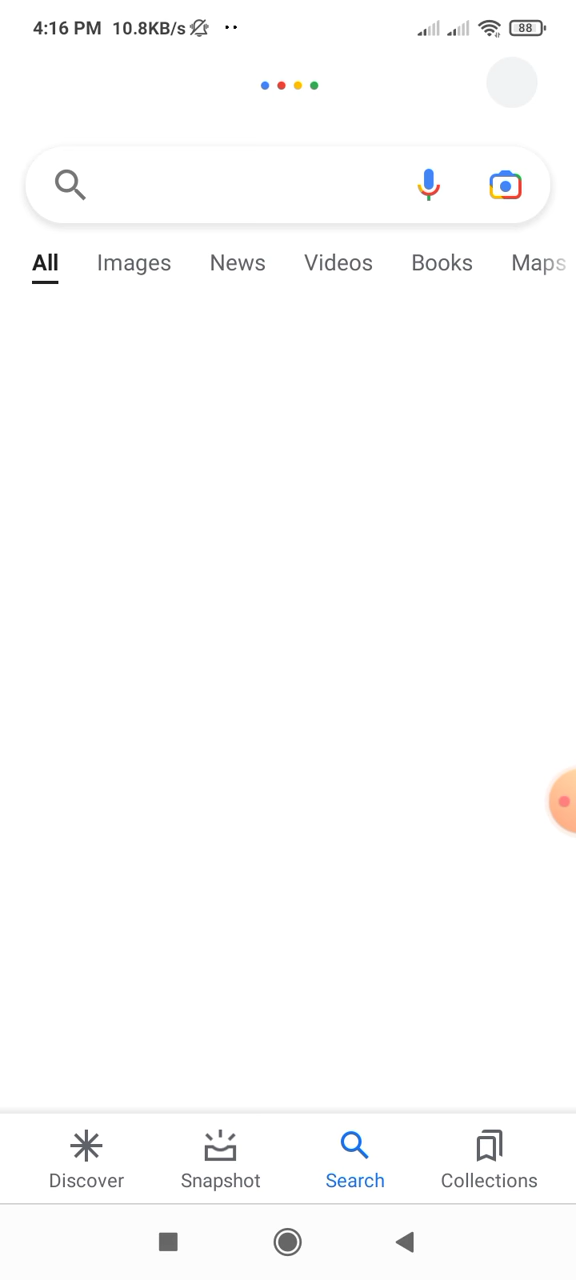 4:16 PM 10.8KB/s 88
All Images News Videos Books Maps
Discover Snapshot Search Collections